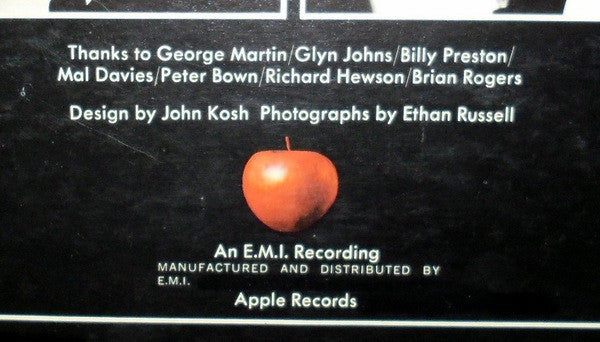 Thanks to George Martin/Glyn Johns/Billy Preston/
Mal Davies/Peter Bown/Richard Hewson/Brian Rogers
Design by John Kosh Photographs by Ethan Russell
An E.M.I. Recording
MANUFACTURED AND DISTRIBUTED BY
E.M.I.
Apple Records